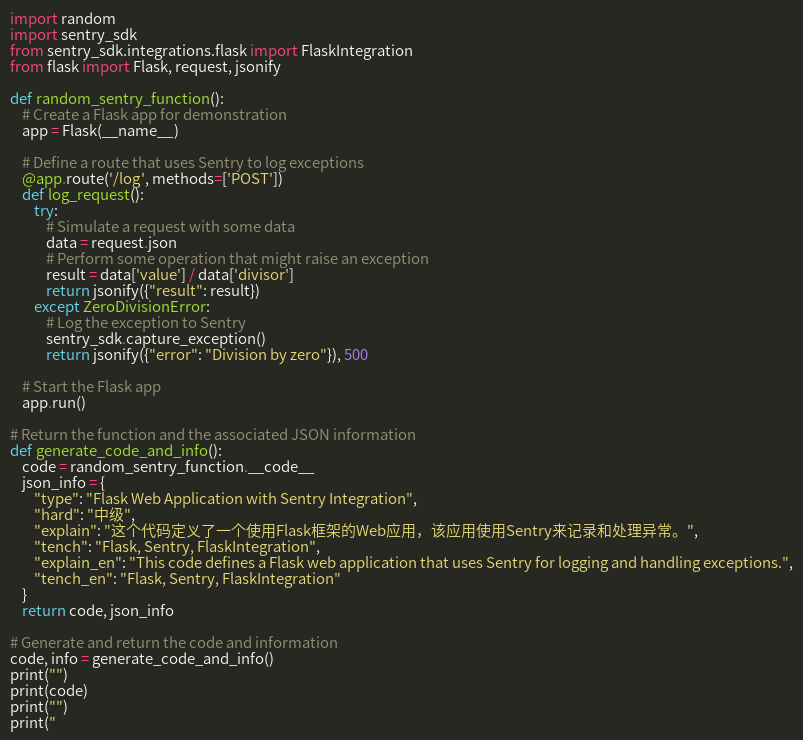 import random
import sentry_sdk
from sentry_sdk.integrations.flask import FlaskIntegration
from flask import Flask, request, jsonify

def random_sentry_function():
    # Create a Flask app for demonstration
    app = Flask(__name__)

    # Define a route that uses Sentry to log exceptions
    @app.route('/log', methods=['POST'])
    def log_request():
        try:
            # Simulate a request with some data
            data = request.json
            # Perform some operation that might raise an exception
            result = data['value'] / data['divisor']
            return jsonify({"result": result})
        except ZeroDivisionError:
            # Log the exception to Sentry
            sentry_sdk.capture_exception()
            return jsonify({"error": "Division by zero"}), 500

    # Start the Flask app
    app.run()

# Return the function and the associated JSON information
def generate_code_and_info():
    code = random_sentry_function.__code__
    json_info = {
        "type": "Flask Web Application with Sentry Integration",
        "hard": "中级",
        "explain": "这个代码定义了一个使用Flask框架的Web应用，该应用使用Sentry来记录和处理异常。",
        "tench": "Flask, Sentry, FlaskIntegration",
        "explain_en": "This code defines a Flask web application that uses Sentry for logging and handling exceptions.",
        "tench_en": "Flask, Sentry, FlaskIntegration"
    }
    return code, json_info

# Generate and return the code and information
code, info = generate_code_and_info()
print("")
print(code)
print("")
print("